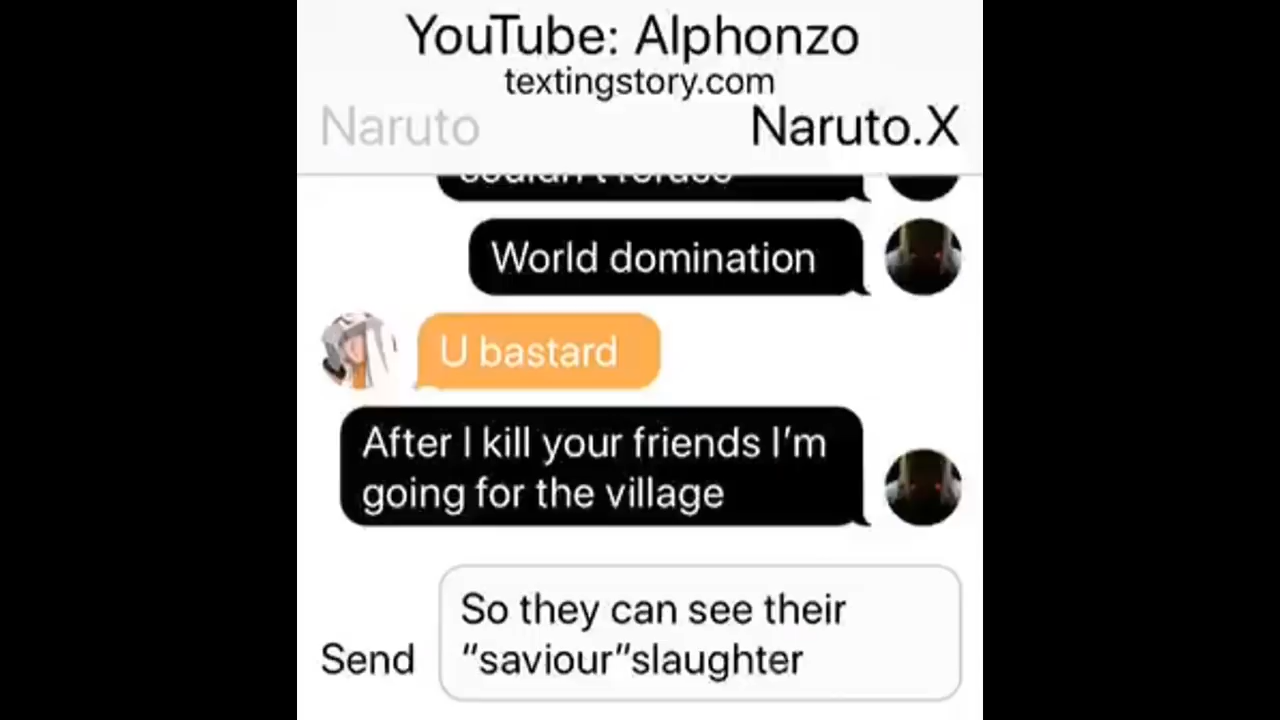 YouTube: Alphonzo
textingstory.com
Naruto
Naruto.X
World domination
U bastard
After I kill your friends I'm
going for the village
So they can see their
Send
"saviour"slaughter